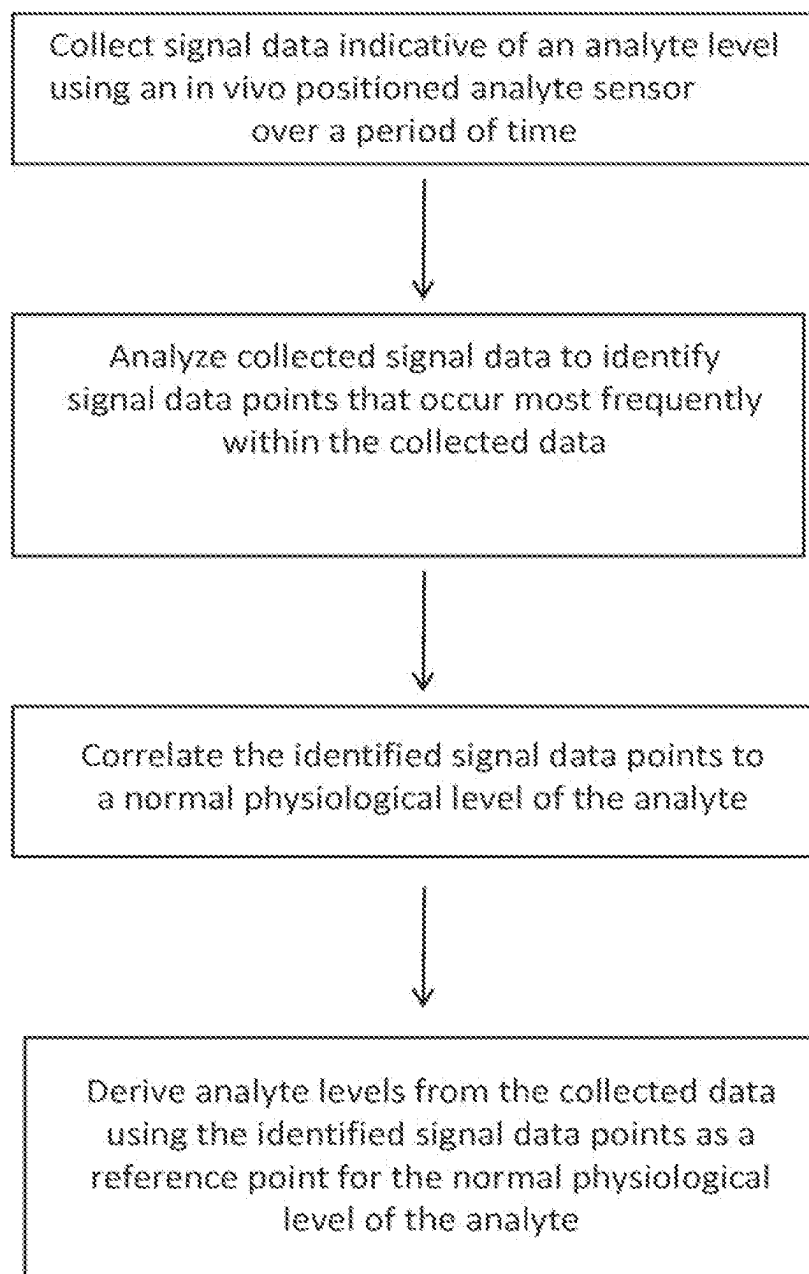 Collect signal data indicative of an analyte level
using an in vivo positioned analyte sensor
over a period of time
Analyze collected signal data to identify
signal data points that occur most frequently
within the collected data
Correlate the identified signal data points to
a normal physiological level of the analyte
Derive analyte levels from the collected data
using the identified signal data points as a
reference point for the normal physiological
level of the analyte